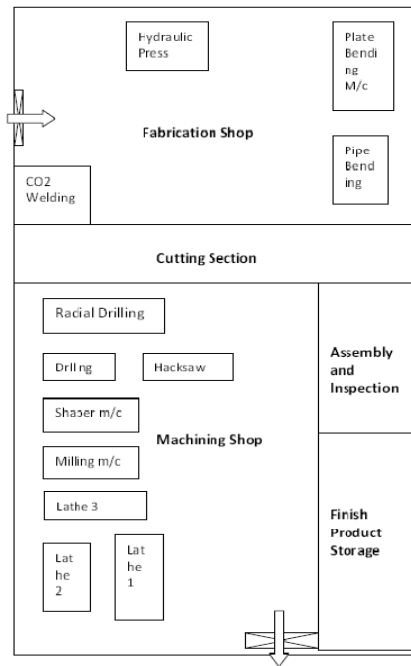 Hydraulic
Press
Plate
Bendi
ng
M/c
Fabrication Shop
Pipe
Bend
ing
CO2
Welding
Cutting Section
Radial Drilling
Drilling
Hacksaw
Assembly
and
Inspection
Shaper m/c
Machining Shop
Milling m/c
Lathe 3
Finish
Product
Storage
Lat
he
2
Lat
he
1